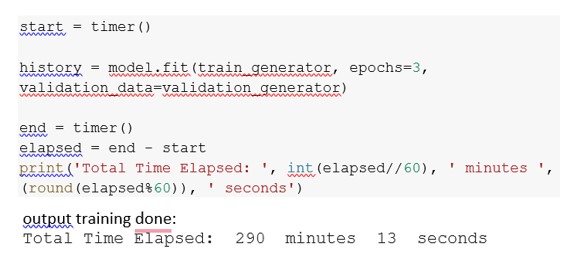 start = timer()
history = model.fit(train_generator, epochs=3,
validation_data=validation_generator)
end = timer()
elapsed = end - start
print('Total Time Elapsed: ', int(elapsed//60), ' minutes ',
(round(elapsed%60)), ' seconds')
output training done:
Total Time Elapsed:  290  minutes  13  seconds